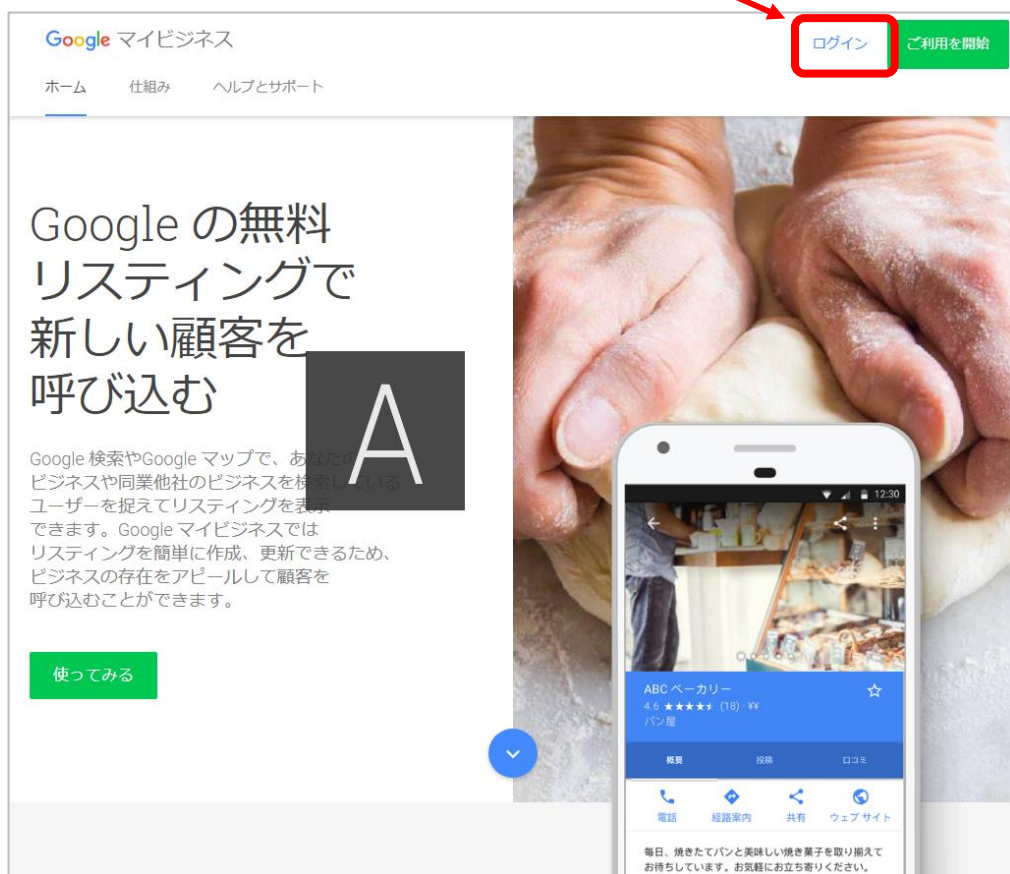 Google マイビジネス
ログイン
ご利用を開始
ホーム 仕組み ヘルプとサポート
Google の無料
リスティングで
新しい顧客を
呼び込む
A
Google 検索やGoogle マップで、あなたの
ビジネスや同業他社のビジネスを検索している
ユーザーを捉えてリスティングを表示
できます。Google マイビジネスでは
リスティングを簡単に作成、更新できるため、
ビジネスの存在をアピールして顧客を
呼び込むことができます。
使ってみる
12:30
ABC ベーカリー
4.6 ★★★★★ (18) · ¥¥
パン屋
概要 投稿 口コミ
電話 経路案内 共有 ウェブ サイト
毎日、焼きたてパンと美味しい焼き菓子を取り揃えて
お待ちしています。お気軽にお立ち寄りください。